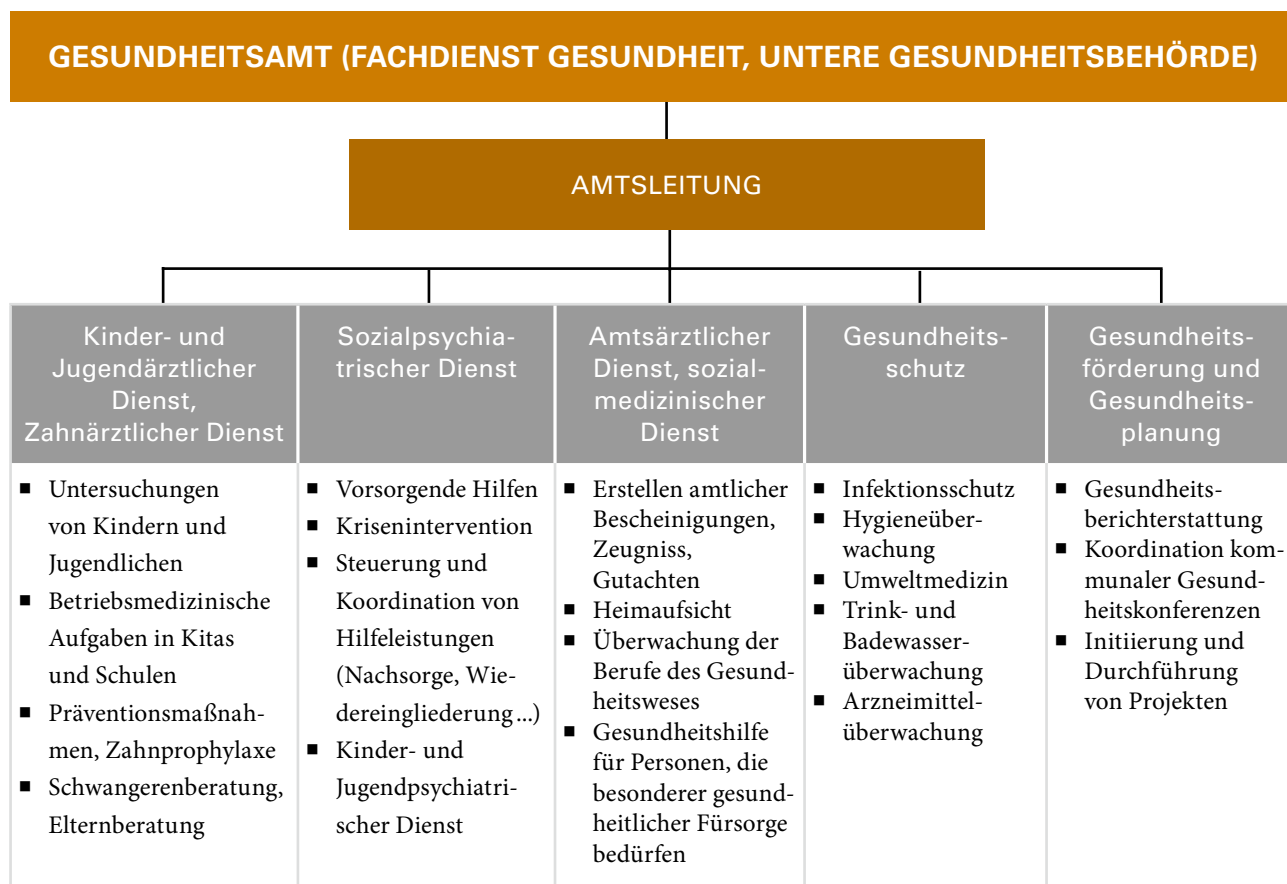 GESUNDHEITSAMT (FACHDIENST GESUNDHEIT, UNTERE GESUNDHEITSBEHÖRDE)
AMTSLEITUNG
Kinder- und
Jugendärztlicher
Dienst,
Zahnärztlicher Dienst
▪ Untersuchungen
von Kindern und
Jugendlichen
▪ Betriebsmedizinische
Aufgaben in Kitas
und Schulen
▪ Präventionsmaßnah-
men, Zahnprophylaxe
▪ Schwangerenberatung,
Elternberatung
Sozialpsychia-
trischer Dienst
▪ Vorsorgende Hilfen
▪ Krisenintervention
▪ Steuerung und
Koordination von
Hilfeleistungen
(Nachsorge, Wie-
dereingliederung ...)
▪ Kinder- und
Jugendpsychiatri-
scher Dienst
Amtsärztlicher
Dienst, sozial-
medizinischer
Dienst
▪ Erstellen amtlicher
Bescheinigungen,
Zeugniss,
Gutachten
▪ Heimaufsicht
▪ Überwachung der
Berufe des Gesund-
heitsweses
▪ Gesundheitshilfe
für Personen, die
besonderer gesund-
heitlicher Fürsorge
bedürfen
Gesundheits-
schutz
▪ Infektionsschutz
▪ Hygieneüber-
wachung
▪ Umweltmedizin
▪ Trink- und
Badewasser-
überwachung
▪ Arzneimittel-
überwachung
Gesundheits-
förderung und
Gesundheits-
planung
▪ Gesundheits-
berichterstattung
▪ Koordination kom-
munaler Gesund-
heitskonferenzen
▪ Initiierung und
Durchführung
von Projekten